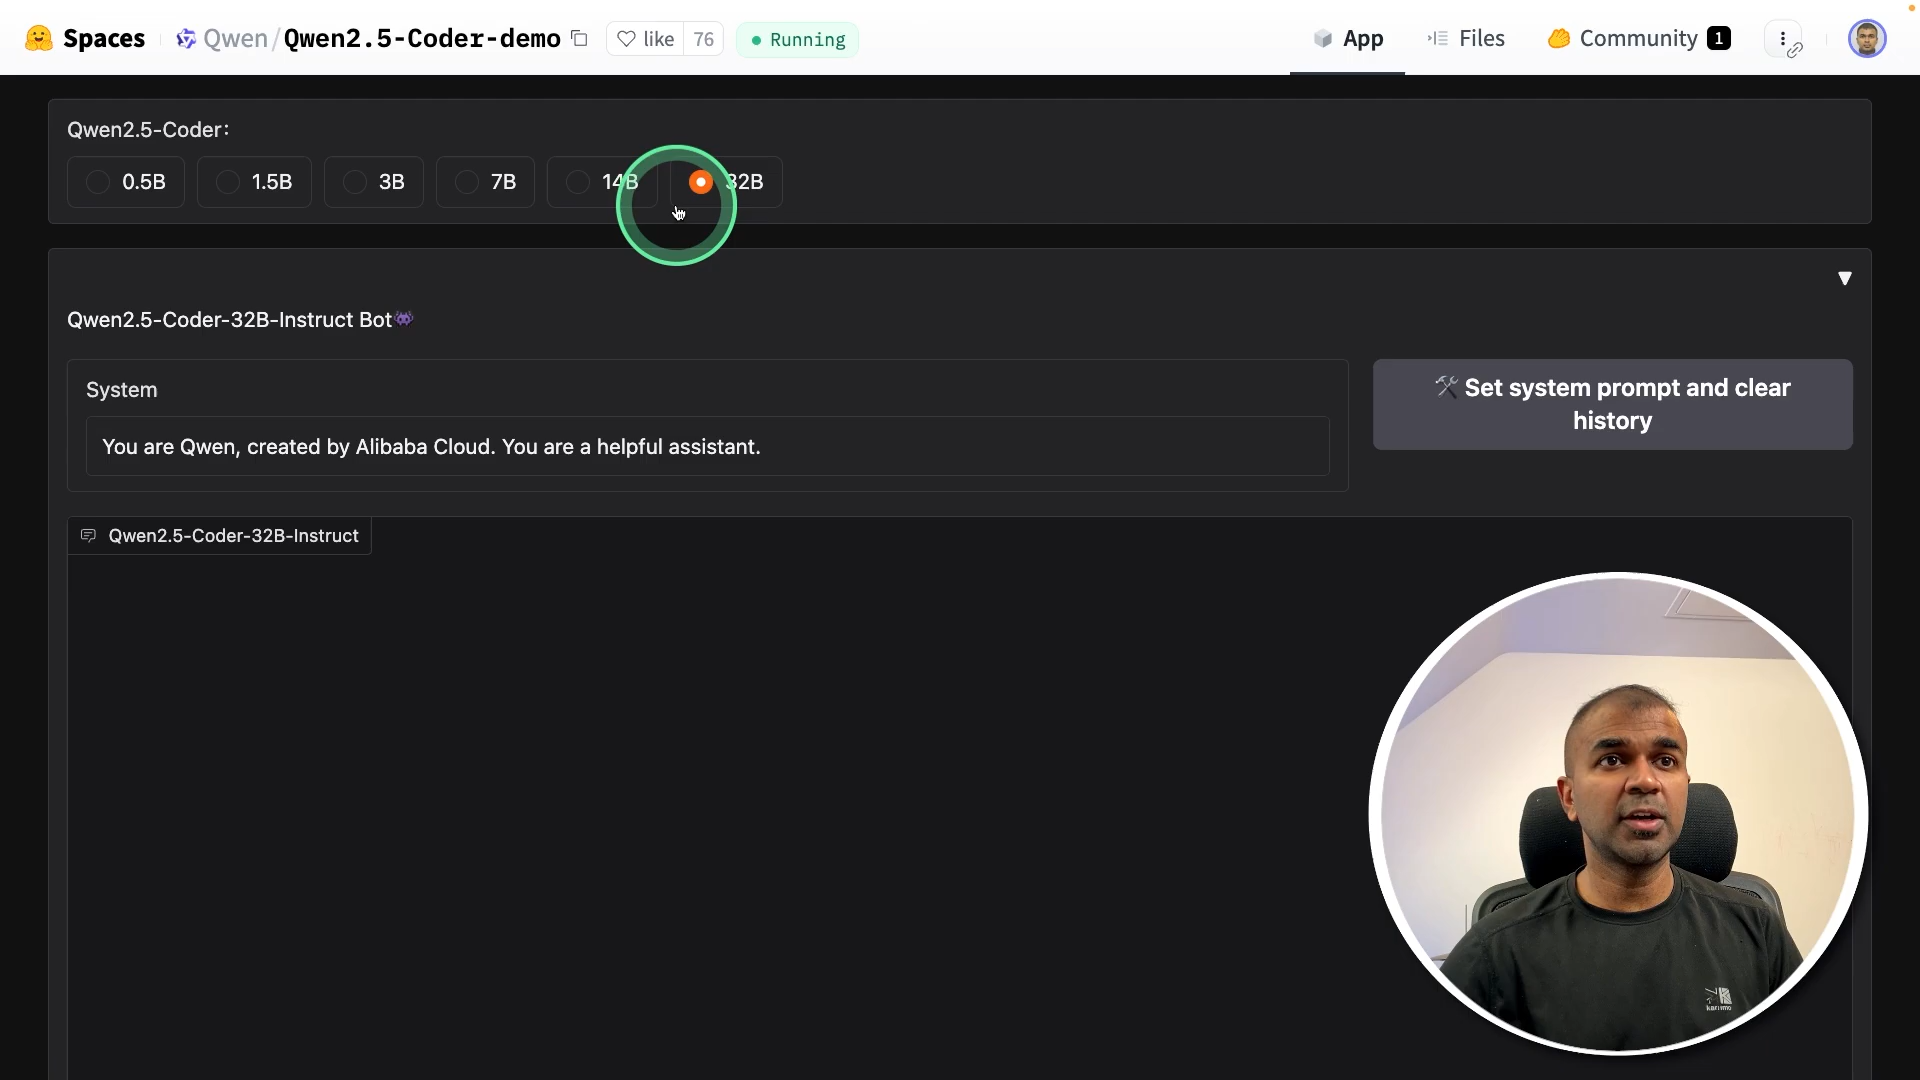 Spaces
Qwen/Qwen2.5-Coder-demo
like 76
Running
App
Files
Community 1
Qwen2.5-Coder:
0.5B
1.5B
3B
7B
14B
32B
Qwen2.5-Coder-32B-Instruct Bot
System
You are Qwen, created by Alibaba Cloud. You are a helpful assistant.
🛠 Set system prompt and clear
history
Qwen2.5-Coder-32B-Instruct
karrimor